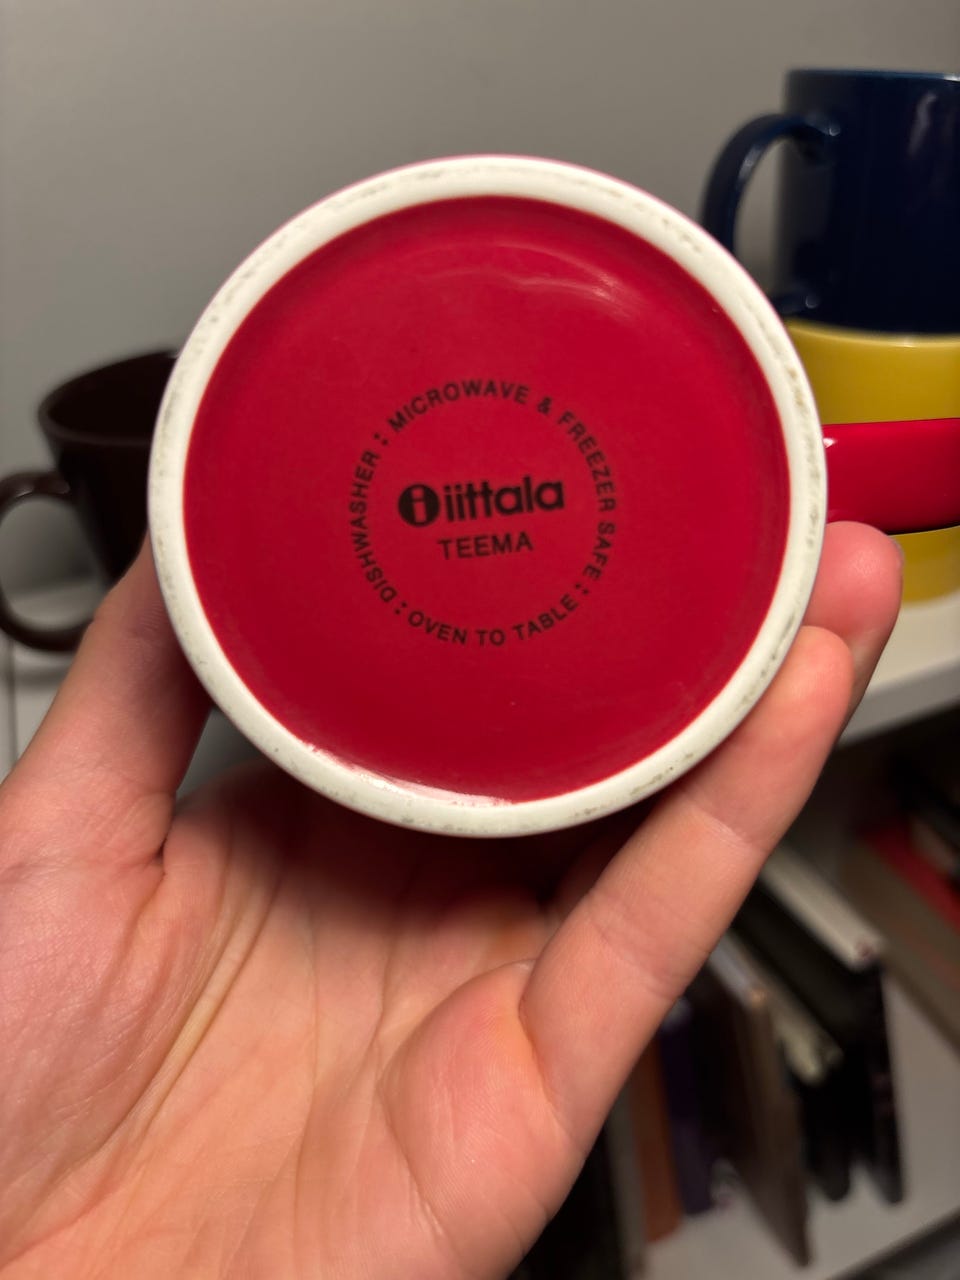 iittala
TEEMA
MICROWAVE & FREEZER SAFE : OVEN TO TABLE : DISHWASHER :